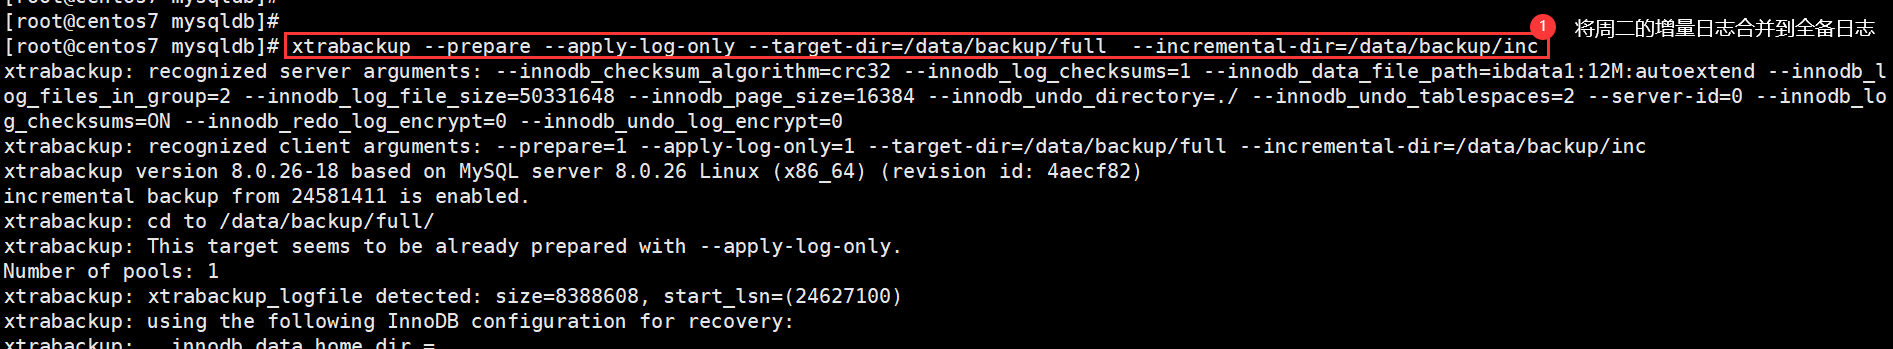 [root@centos7 mysqldb]#
[root@centos7 mysqldb]#
[root@centos7 mysqldb]# xtrabackup --prepare --apply-log-only --target-dir=/data/backup/full  --incremental-dir=/data/backup/inc 1 将周二的增量日志合并到全备日志
xtrabackup: recognized server arguments: --innodb_checksum_algorithm=crc32 --innodb_log_checksums=1 --innodb_data_file_path=ibdata1:12M:autoextend --innodb_l
og_files_in_group=2 --innodb_log_file_size=50331648 --innodb_page_size=16384 --innodb_undo_directory=./ --innodb_undo_tablespaces=2 --server-id=0 --innodb_lo
g_checksums=ON --innodb_redo_log_encrypt=0 --innodb_undo_log_encrypt=0
xtrabackup: recognized client arguments: --prepare=1 --apply-log-only=1 --target-dir=/data/backup/full --incremental-dir=/data/backup/inc
xtrabackup version 8.0.26-18 based on MySQL server 8.0.26 Linux (x86_64) (revision id: 4aecf82)
incremental backup from 24581411 is enabled.
xtrabackup: cd to /data/backup/full/
xtrabackup: This target seems to be already prepared with --apply-log-only.
Number of pools: 1
xtrabackup: xtrabackup_logfile detected: size=8388608, start_lsn=(24627100)
xtrabackup: using the following InnoDB configuration for recovery:
xtrabackup:   innodb_data_home_dir =